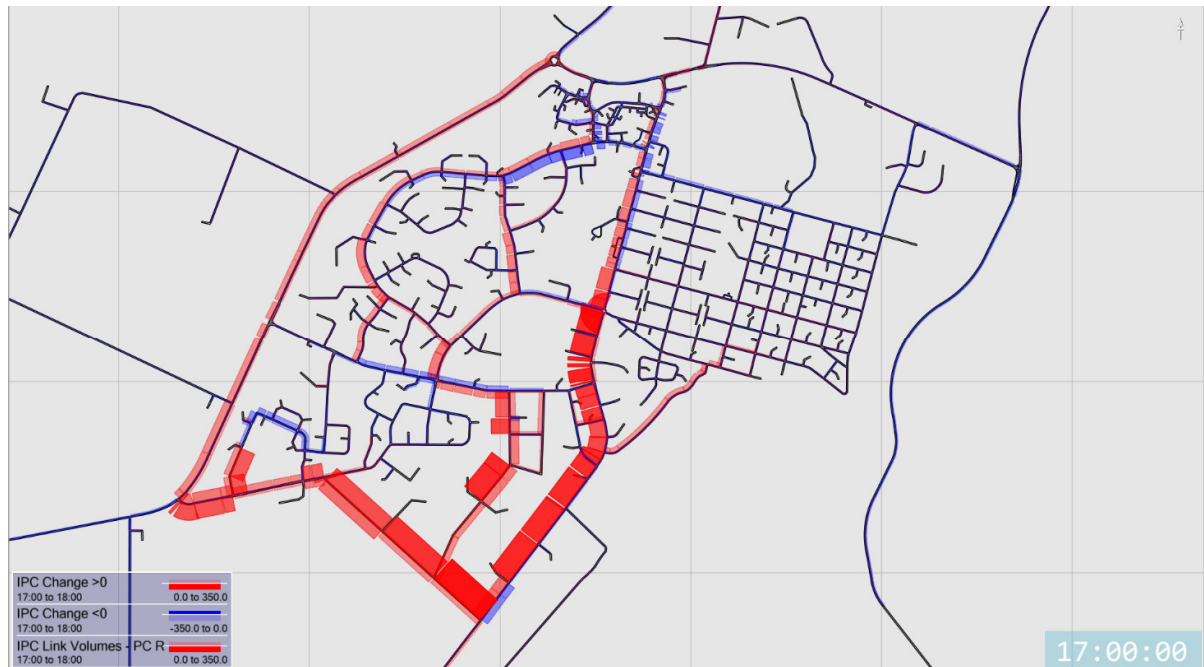 IPC Change >0
17:00 to 18:00 0.0 to 350.0
IPC Change <0
17:00 to 18:00 -350.0 to 0.0
IPC Link Volumes - PC R
17:00 to 18:00 0.0 to 350.0
17:00:00